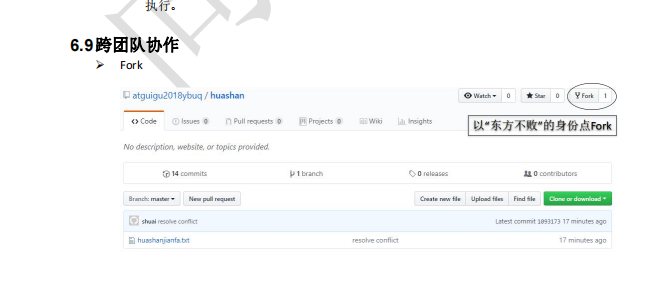 执行。
6.9跨团队协作
➢ Fork
atguigu2018ybuq / huashan
Watch 0 Star 0 Fork 1
Code Issues 0 Pull requests 0 Projects 0 Wiki Insights
以“东方不败”的身份点Fork
No description, website, or topics provided.
14 commits 1 branch 0 releases 0 contributors
Branch: master New pull request Create new file Upload files Find file Clone or download
shuai resolve conflict Latest commit 1093173 17 minutes ago
huashanjianfa.txt resolve conflict 17 minutes ago